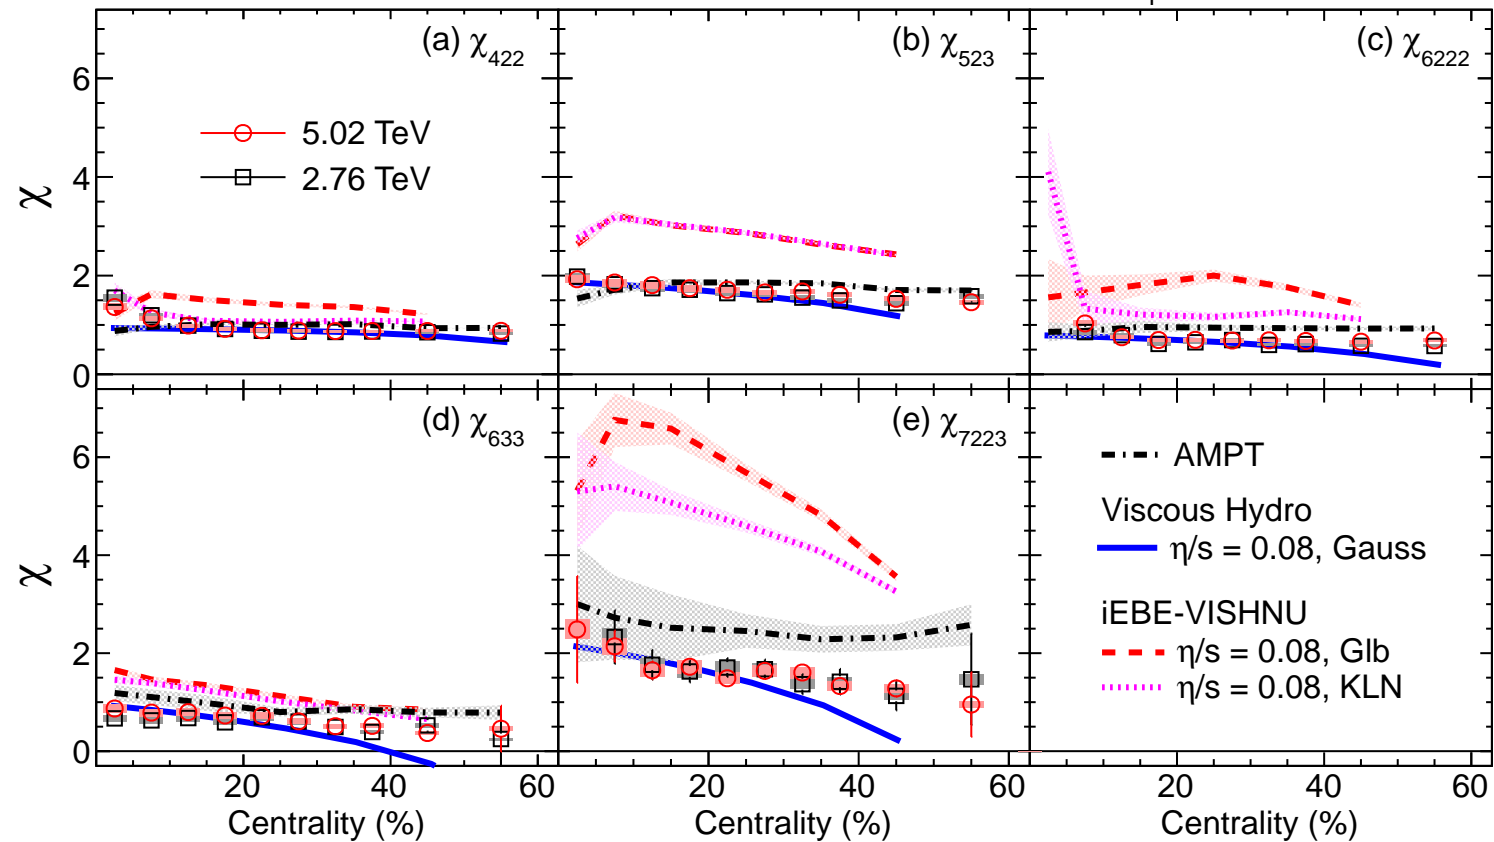 (a) χ422
(b) χ523
(c) χ6222
6
4
2
0
χ
5.02 TeV
2.76 TeV
(d) χ633
(e) χ7223
6
4
2
0
χ
AMPT
Viscous Hydro
η/s = 0.08, Gauss
iEBE-VISHNU
η/s = 0.08, Glb
η/s = 0.08, KLN
20 40 60
20 40 60
20 40 60
Centrality (%)
Centrality (%)
Centrality (%)